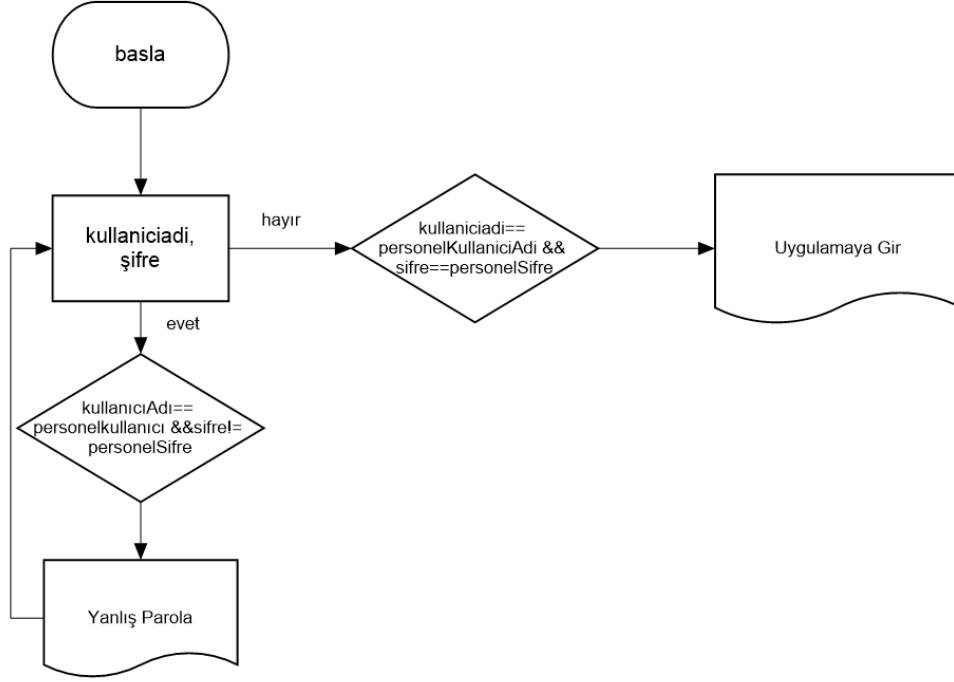 basla
kullaniciadi,
şifre
hayır
kullaniciadi==
personelKullaniciAdi &&
sifre==personelSifre
Uygulamaya Gir
evet
kullanıcıAdı==
personelkullanıcı &&sifre!=
personelSifre
Yanlış Parola